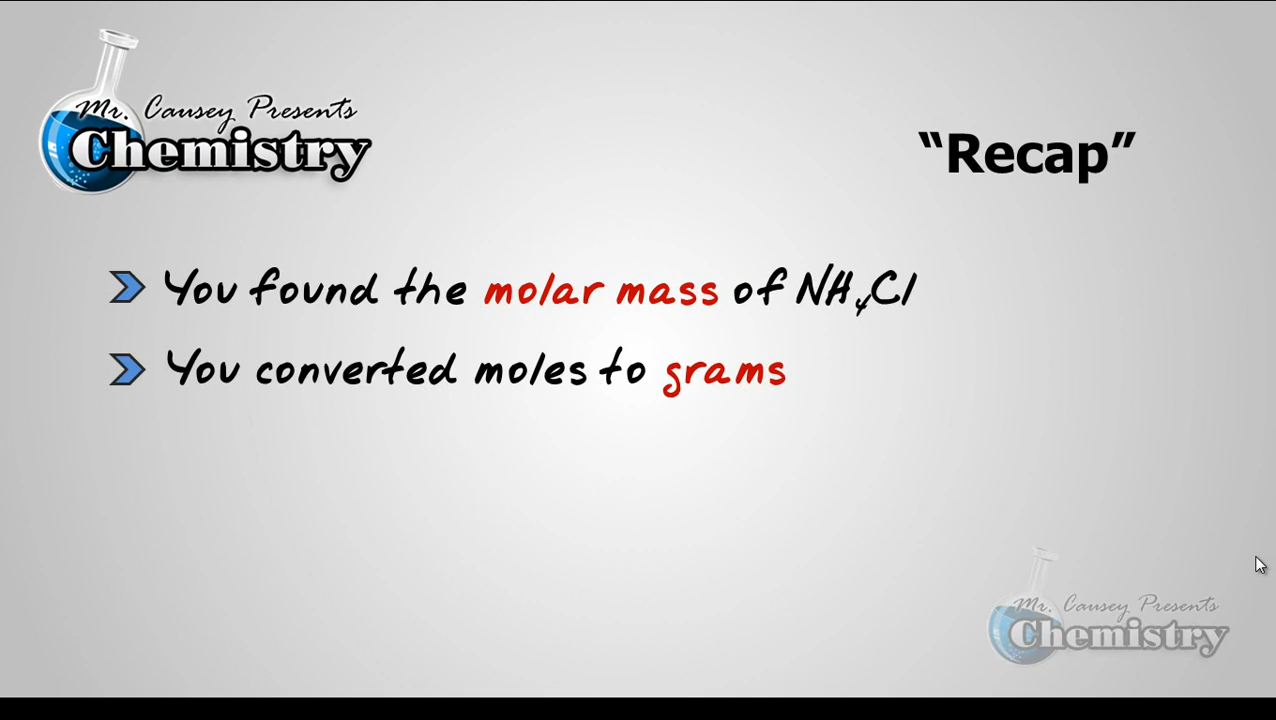 Mr. Causey Presents
Chemistry
“Recap”
You found the molar mass of NH₄Cl
You converted moles to grams
Mr. Causey Presents
Chemistry